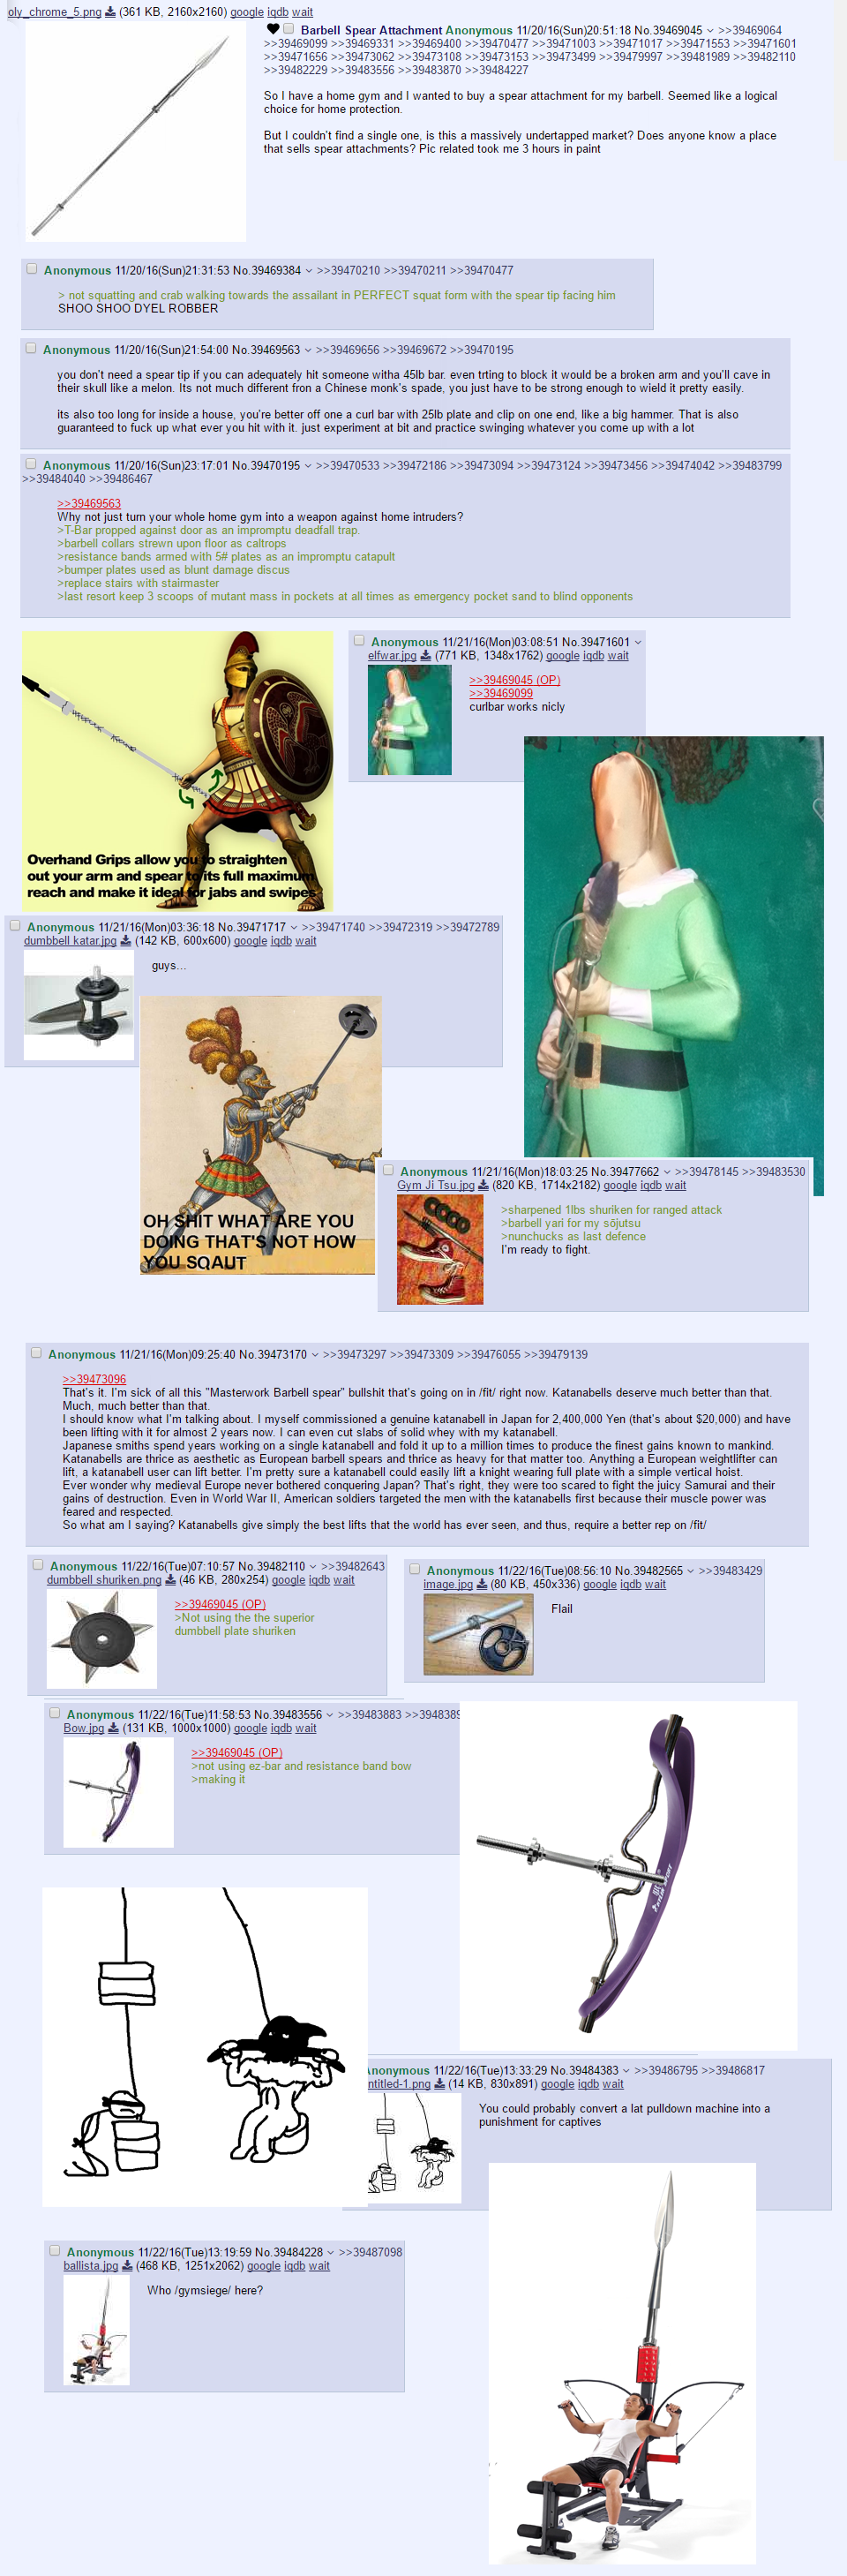 oly_chrome_5.png (361 KB, 2160x2160) google iqdb wait
Barbell Spear Attachment Anonymous 11/20/16(Sun)20:51:18 No.39469045 >>39469064
>>39469099 >>39469331 >>39469400 >>39470477 >>39471003 >>39471017 >>39471553 >>39471601
>>39471656 >>39473062 >>39473108 >>39473153 >>39473499 >>39479997 >>39481989 >>39482110
>>39482229 >>39483556 >>39483870 >>39484227
So I have a home gym and I wanted to buy a spear attachment for my barbell. Seemed like a logical
choice for home protection.
But I couldn't find a single one, is this a massively undertapped market? Does anyone know a place
that sells spear attachments? Pic related took me 3 hours in paint
Anonymous 11/20/16(Sun)21:31:53 No.39469384 >>39470210 >>39470211 >>39470477
> not squatting and crab walking towards the assailant in PERFECT squat form with the spear tip facing him
SHOO SHOO DYEL ROBBER
Anonymous 11/20/16(Sun)21:54:00 No.39469563 >>39469656 >>39469672 >>39470195
you don't need a spear tip if you can adequately hit someone witha 45lb bar. even trting to block it would be a broken arm and you'll cave in
their skull like a melon. Its not much different fron a Chinese monk's spade, you just have to be strong enough to wield it pretty easily.
its also too long for inside a house, you're better off one a curl bar with 25lb plate and clip on one end, like a big hammer. That is also
guaranteed to fuck up what ever you hit with it. just experiment at bit and practice swinging whatever you come up with a lot
Anonymous 11/20/16(Sun)23:17:01 No.39470195 >>39470533 >>39472186 >>39473094 >>39473124 >>39473456 >>39474042 >>39483799
>>39484040 >>39486467
>>39469563
Why not just turn your whole home gym into a weapon against home intruders?
>T-Bar propped against door as an impromptu deadfall trap.
>barbell collars strewn upon floor as caltrops
>resistance bands armed with 5# plates as an impromptu catapult
>bumper plates used as blunt damage discus
>replace stairs with stairmaster
>last resort keep 3 scoops of mutant mass in pockets at all times as emergency pocket sand to blind opponents
Overhand Grips allow you to straighten
out your arm and spear to its full maximum
reach and make it ideal for jabs and swipes
Anonymous 11/21/16(Mon)03:08:51 No.39471601
elfwar.jpg (771 KB, 1348x1762) google iqdb wait
>>39469045 (OP)
>>39469099
curlbar works nicly
Anonymous 11/21/16(Mon)03:36:18 No.39471717 >>39471740 >>39472319 >>39472789
dumbbell katar.jpg (142 KB, 600x600) google iqdb wait
guys...
OH SHIT WHAT ARE YOU
DOING THAT'S NOT HOW
YOU SQAUT
Anonymous 11/21/16(Mon)18:03:25 No.39477662 >>39478145 >>39483530
Gym Ji Tsu.jpg (820 KB, 1714x2182) google iqdb wait
>sharpened 1lbs shuriken for ranged attack
>barbell yari for my sōjutsu
>nunchucks as last defence
I'm ready to fight.
Anonymous 11/21/16(Mon)09:25:40 No.39473170 >>39473297 >>39473309 >>39476055 >>39479139
>>39473096
That's it. I'm sick of all this "Masterwork Barbell spear" bullshit that's going on in /fit/ right now. Katanabells deserve much better than that.
Much, much better than that.
I should know what I'm talking about. I myself commissioned a genuine katanabell in Japan for 2,400,000 Yen (that's about $20,000) and have
been lifting with it for almost 2 years now. I can even cut slabs of solid whey with my katanabell.
Japanese smiths spend years working on a single katanabell and fold it up to a million times to produce the finest gains known to mankind.
Katanabells are thrice as aesthetic as European barbell spears and thrice as heavy for that matter too. Anything a European weightlifter can
lift, a katanabell user can lift better. I'm pretty sure a katanabell could easily lift a knight wearing full plate with a simple vertical hoist.
Ever wonder why medieval Europe never bothered conquering Japan? That's right, they were too scared to fight the juicy Samurai and their
gains of destruction. Even in World War II, American soldiers targeted the men with the katanabells first because their muscle power was
feared and respected.
So what am I saying? Katanabells give simply the best lifts that the world has ever seen, and thus, require a better rep on /fit/
Anonymous 11/22/16(Tue)07:10:57 No.39482110 >>39482643
dumbbell shuriken.png (46 KB, 280x254) google iqdb wait
>>39469045 (OP)
>Not using the the superior
dumbbell plate shuriken
Anonymous 11/22/16(Tue)08:56:10 No.39482565 >>39483429
image.jpg (80 KB, 450x336) google iqdb wait
Flail
Anonymous 11/22/16(Tue)11:58:53 No.39483556 >>39483883 >>3948389
Bow.jpg (131 KB, 1000x1000) google iqdb wait
>>39469045 (OP)
>not using ez-bar and resistance band bow
>making it
Anonymous 11/22/16(Tue)13:33:29 No.39484383 >>39486795 >>39486817
ntitled-1.png (14 KB, 830x891) google iqdb wait
You could probably convert a lat pulldown machine into a
punishment for captives
Anonymous 11/22/16(Tue)13:19:59 No.39484228 >>39487098
ballista.jpg (468 KB, 1251x2062) google iqdb wait
Who /gymsiege/ here?